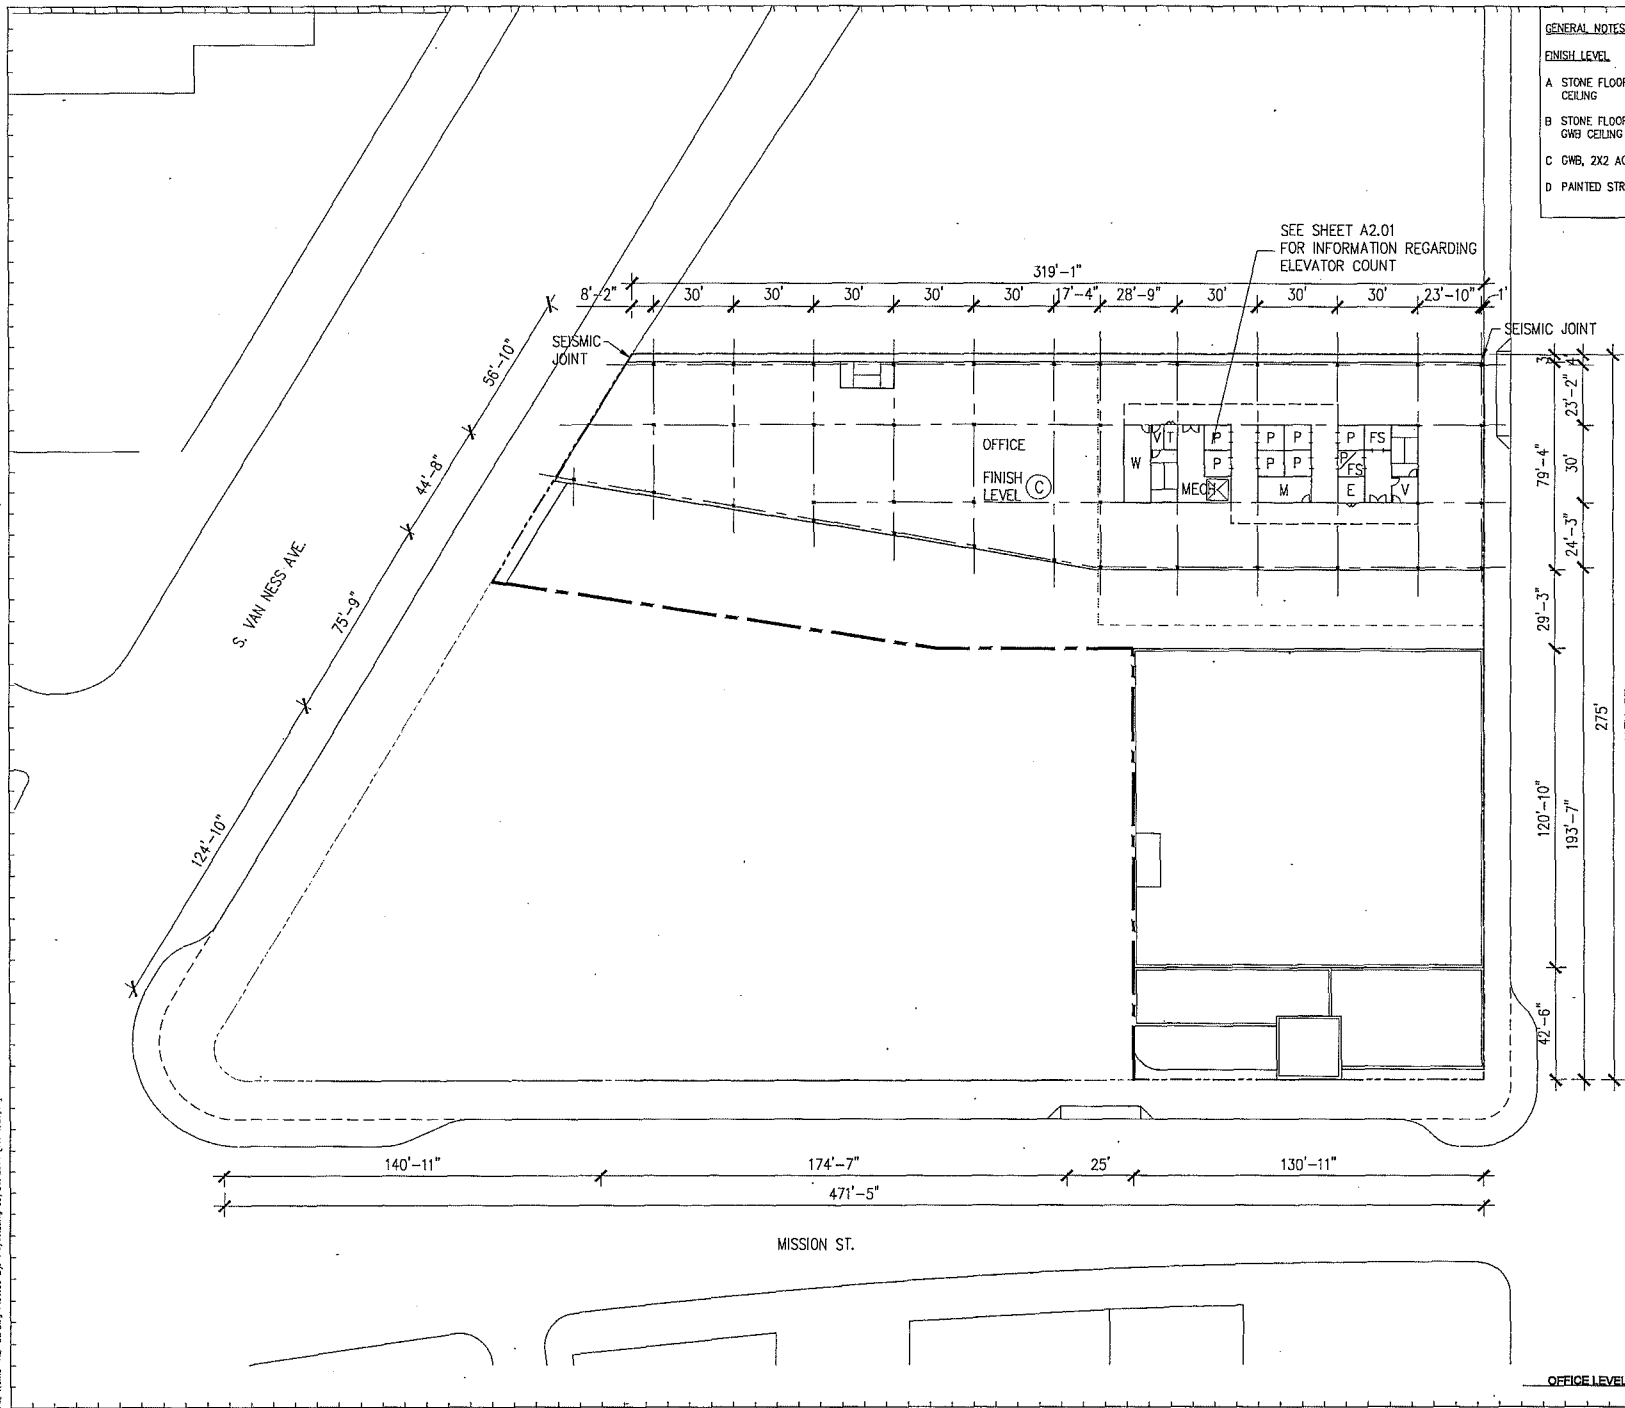 GENERAL NOTES
FINISH LEVEL
A STONE FLOOR
CEILING
B STONE FLOOR
GWB CEILING
C GWB, 2X2
D PAINTED
SEE SHEET A2.01
FOR INFORMATION REGARDING
ELEVATOR COUNT
319'-1"
8'-2" 30' 30' 30' 30' 30' 17'-4" 28'-9" 30' 30' 30' 23'-10" 1'
SEISMIC
JOINT
SEISMIC JOINT
56'-10"
44'-8"
75'-9"
124'-10"
S. VAN NESS AVE.
OFFICE
FINISH
LEVEL C
V T P P P P FS
W P P P P FS
MECH M E V
3' 4'
23'-2"
79'-4" 30'
24'-3"
29'-3"
275'
120'-10"
193'-7"
42'-6"
140'-11" 174'-7" 25' 130'-11"
471'-5"
MISSION ST.
OFFICE LEVEL